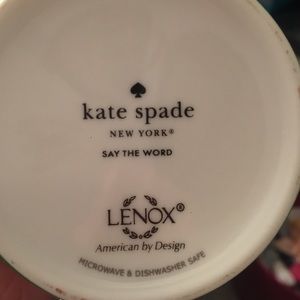 kate spade
NEW YORK®
SAY THE WORD
LENOX®
American by Design
MICROWAVE & DISHWASHER SAFE